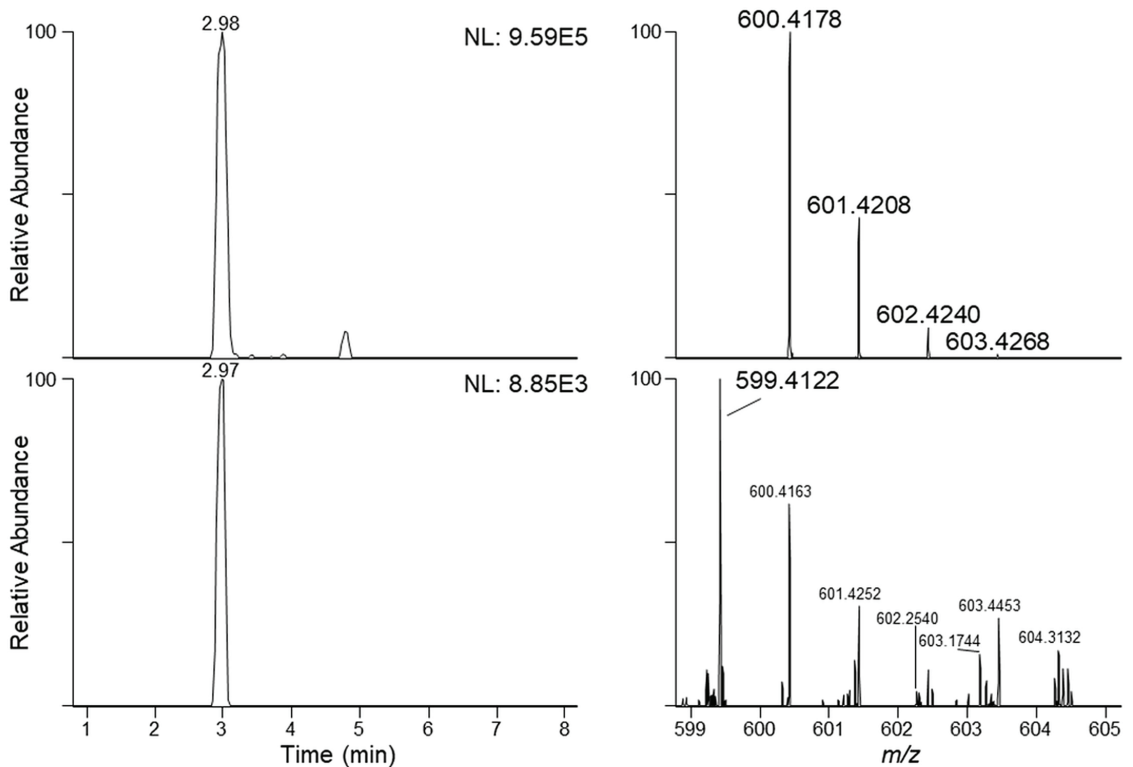 2.98
100
NL: 9.59E5
Relative Abundance
600.4178
100
601.4208
602.4240
603.4268
2.97
100
NL: 8.85E3
Relative Abundance
1 2 3 4 5 6 7 8
Time (min)
100
599.4122
600.4163
601.4252
602.2540
603.1744
603.4453
604.3132
599 600 601 602 603 604 605
m/z